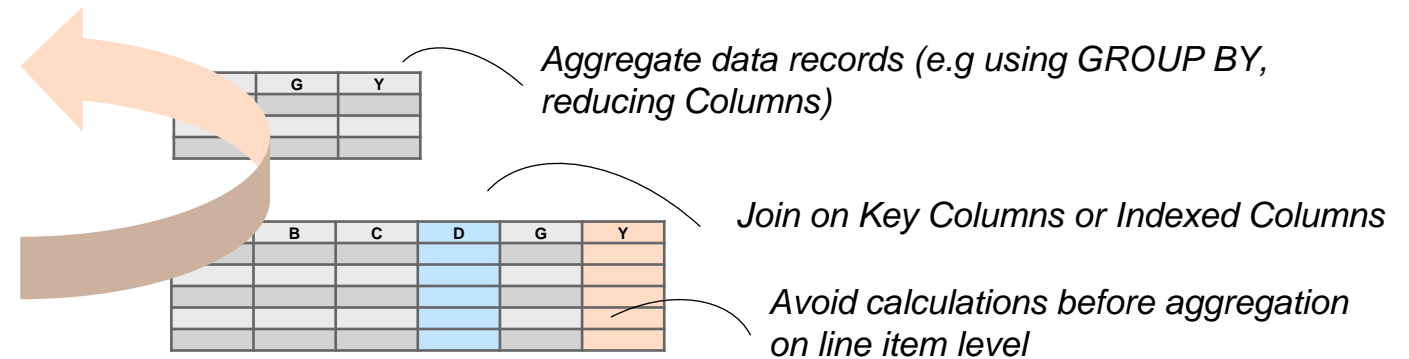 Aggregate data records (e.g using GROUP BY,
reducing Columns)
G Y
Join on Key Columns or Indexed Columns
B C D G Y
Avoid calculations before aggregation
on line item level